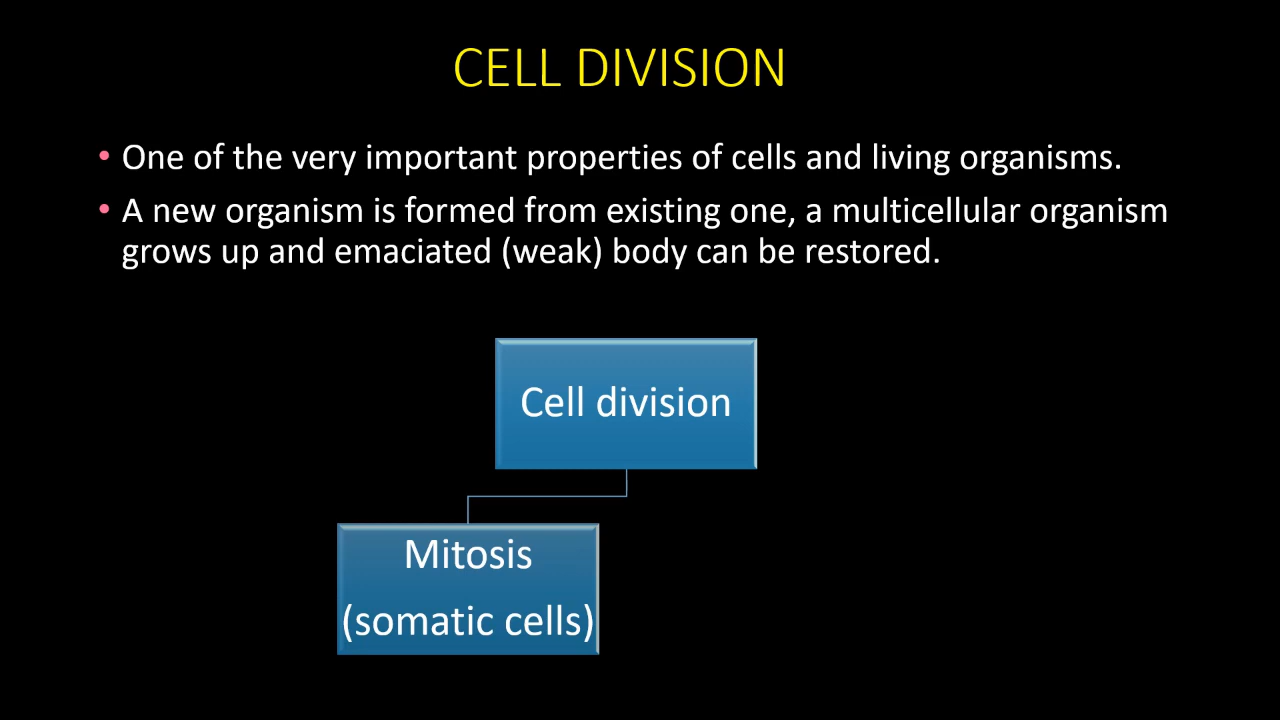 CELL DIVISION
• One of the very important properties of cells and living organisms.
• A new organism is formed from existing one, a multicellular organism
grows up and emaciated (weak) body can be restored.
Cell division
Mitosis
(somatic cells)